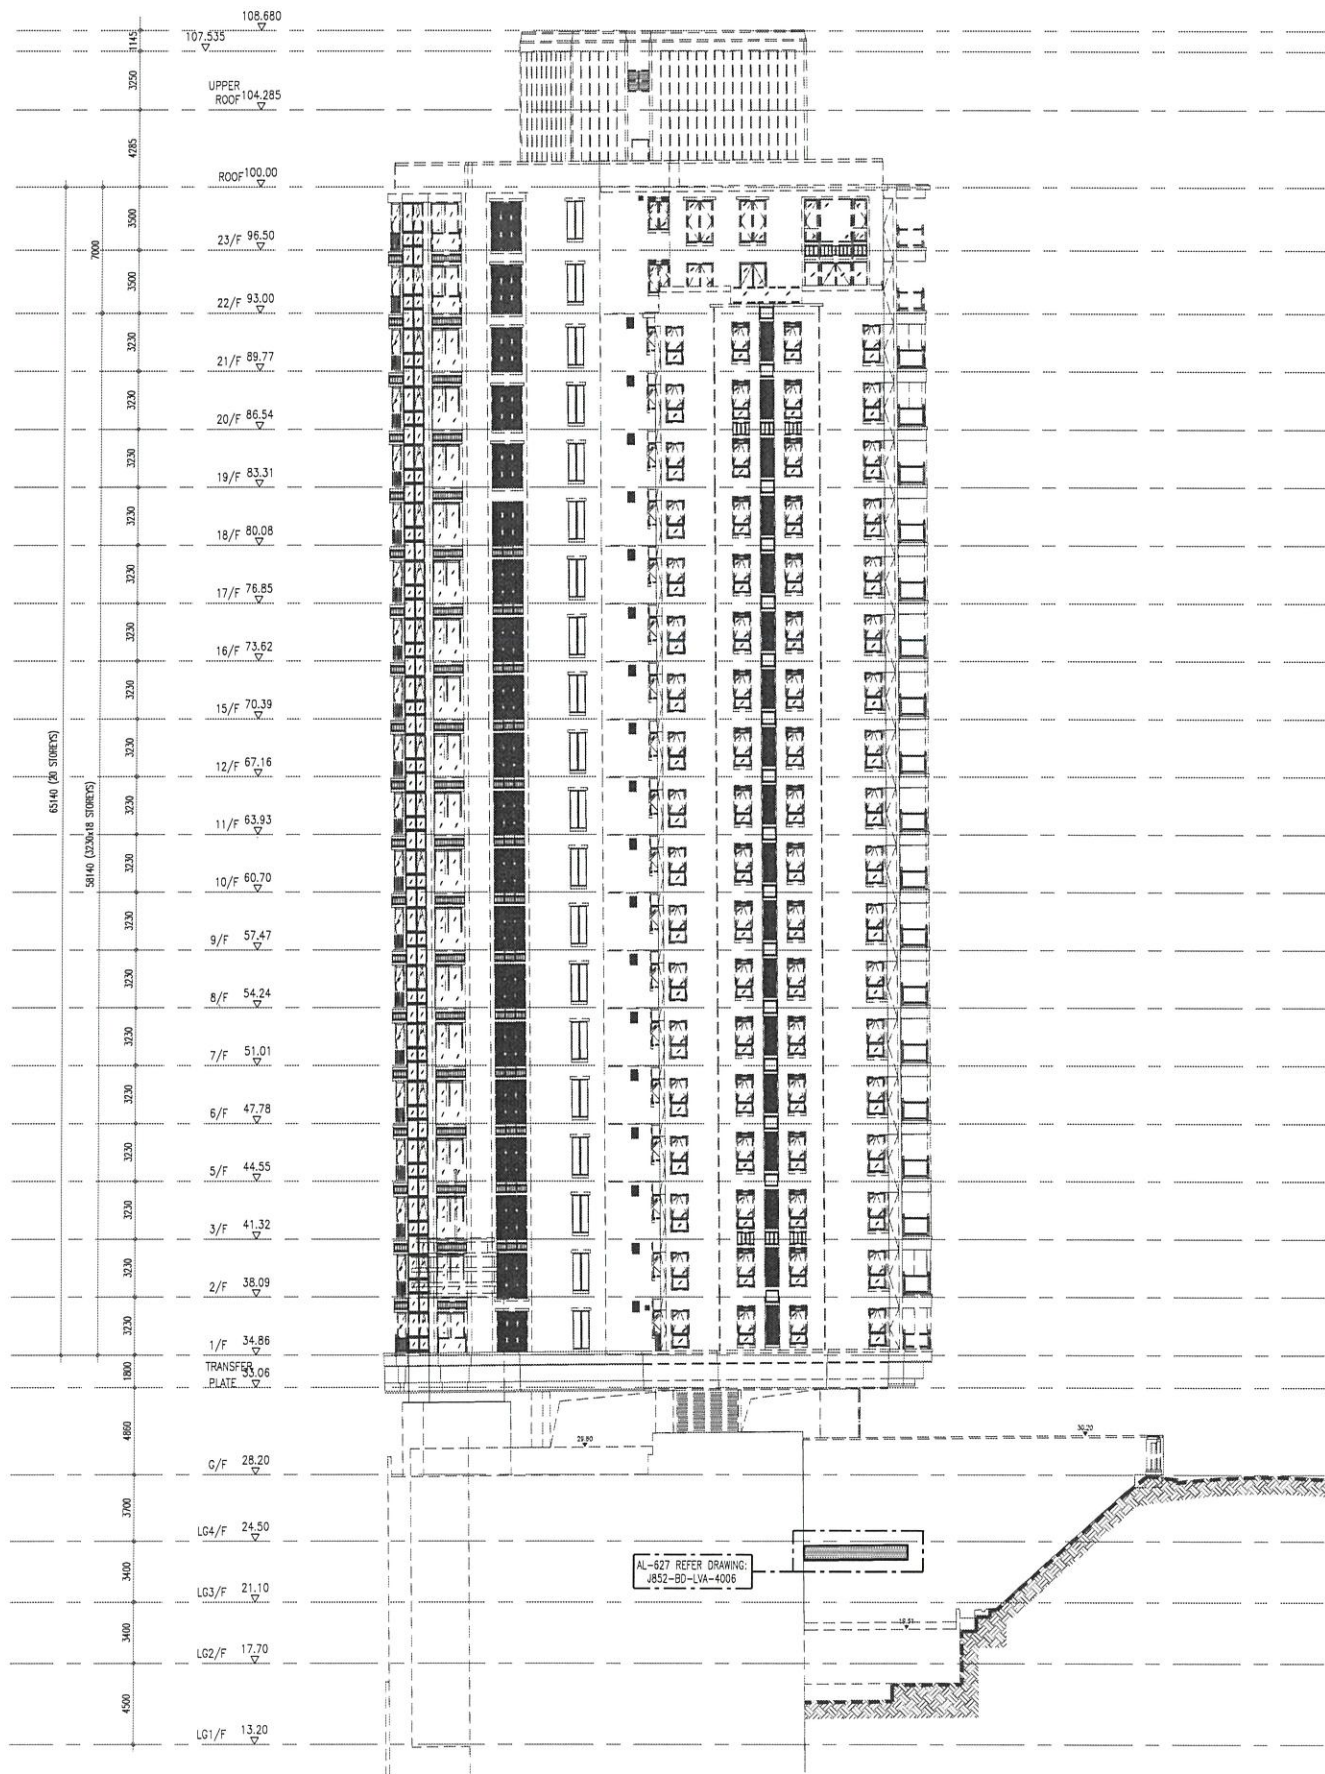 108.680
107.535
1145
3250
UPPER
ROOF 104.285
4285
ROOF 100.00
3500
7000
23/F 96.50
3500
22/F 93.00
3230
21/F 89.77
3230
20/F 86.54
3230
19/F 83.31
3230
18/F 80.08
3230
17/F 76.85
3230
16/F 73.62
3230
15/F 70.39
3230
65140 (20 STOREYS)
12/F 67.16
3230
58140 (3230x18 STOREYS)
11/F 63.93
3230
10/F 60.70
3230
9/F 57.47
3230
8/F 54.24
3230
7/F 51.01
3230
6/F 47.78
3230
5/F 44.55
3230
3/F 41.32
3230
2/F 38.09
3230
1/F 34.86
1800
TRANSFER
PLATE 33.06
4860
29.80
30.20
G/F 28.20
3700
LG4/F 24.50
3400
AL-627 REFER DRAWING:
J852-BD-LVA-4006
LG3/F 21.10
3400
LG2/F 17.70
4500
LG1/F 13.20